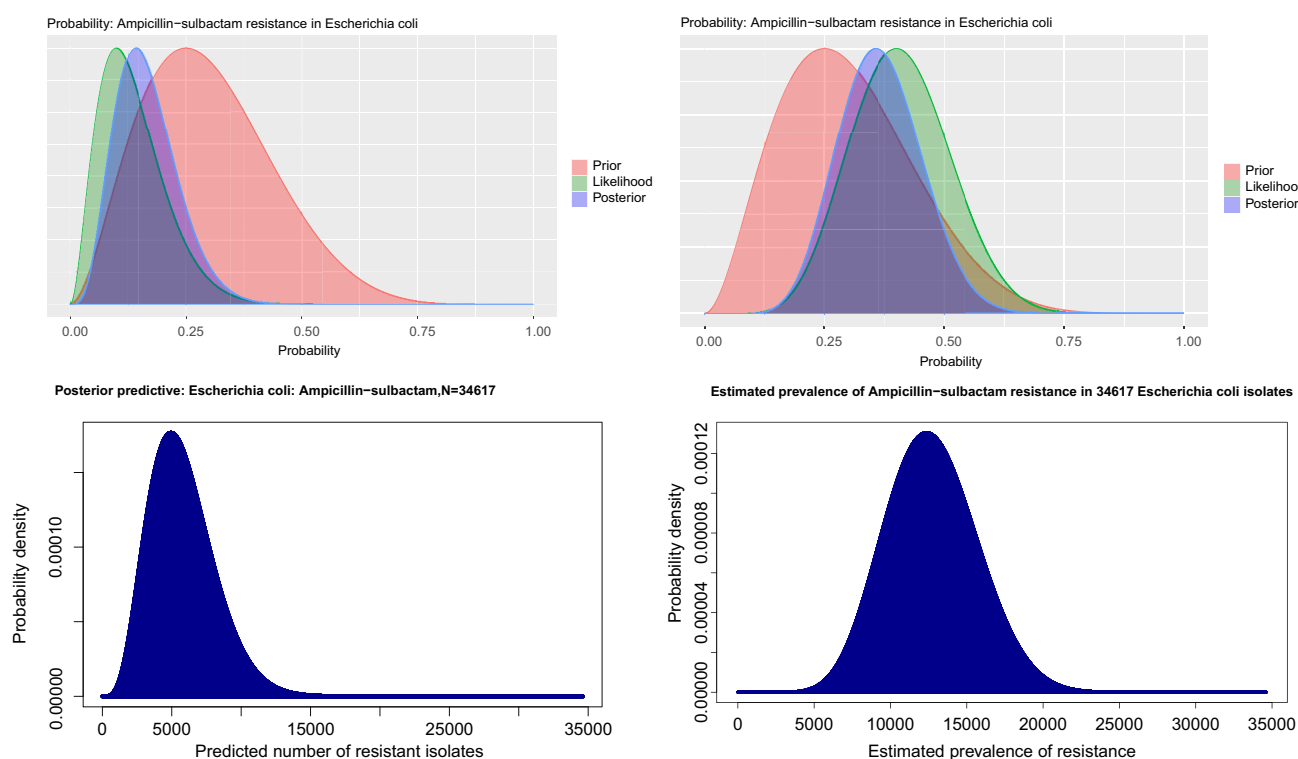 Probability: Ampicillin−sulbactam resistance in Escherichia coli
Prior
Likelihood
Posterior
0.00 0.25 0.50 0.75 1.00
Probability
Probability: Ampicillin−sulbactam resistance in Escherichia coli
Prior
Likelihoo
Posterior
0.00 0.25 0.50 0.75 1.00
Probability
Posterior predictive: Escherichia coli: Ampicillin−sulbactam,N=34617
Probability density
0.00010
0.00000
0 5000 15000 25000 35000
Predicted number of resistant isolates
Estimated prevalence of Ampicillin−sulbactam resistance in 34617 Escherichia coli isolates
Probability density
0.00012
0.00008
0.00004
0.00000
0 5000 10000 15000 20000 25000 30000 35000
Estimated prevalence of resistance